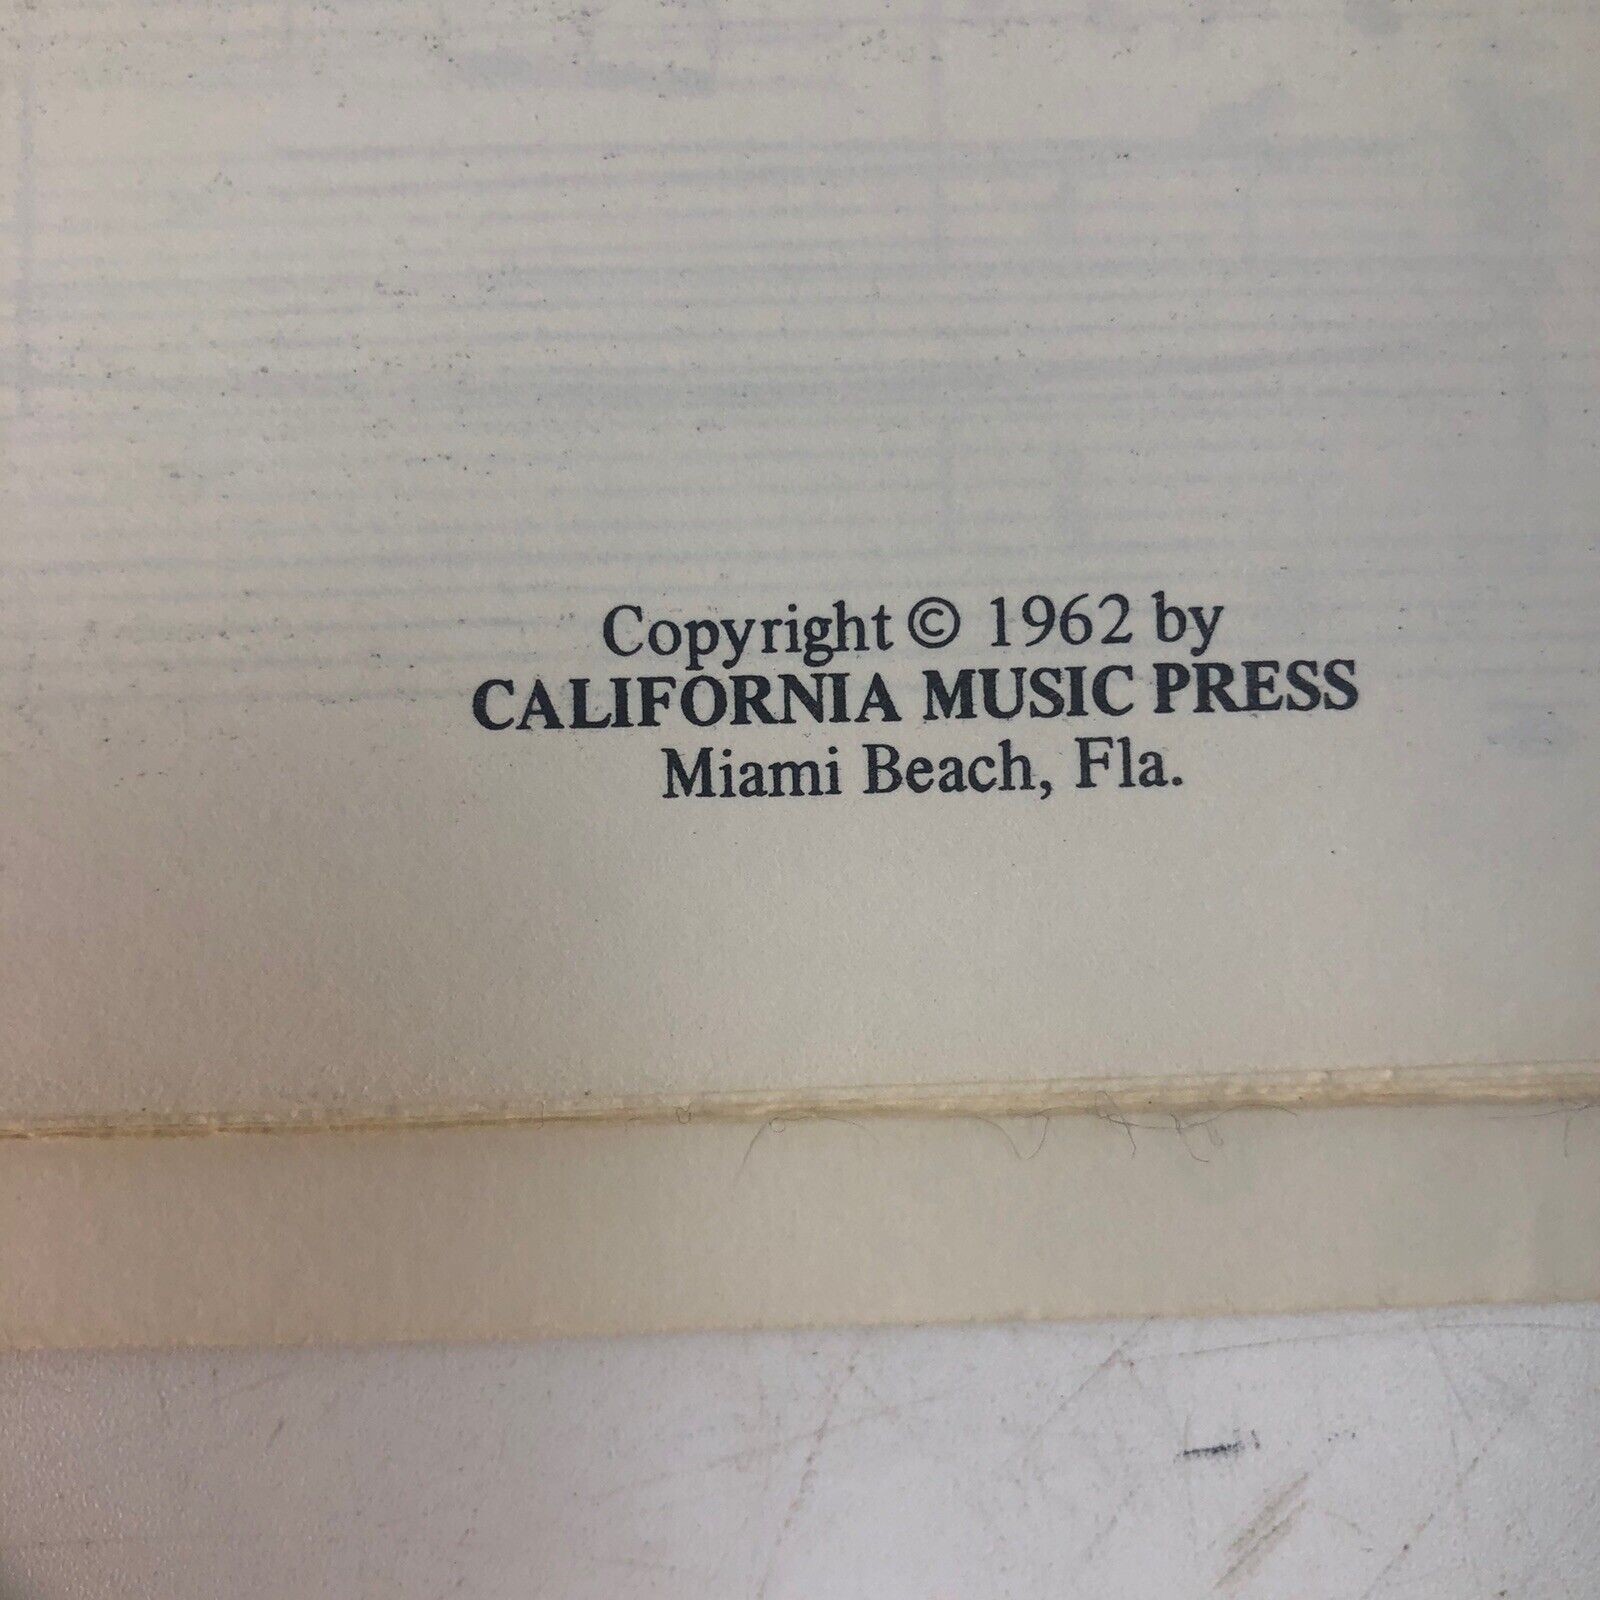 Copyright © 1962 by
CALIFORNIA MUSIC PRESS
Miami Beach, Fla.